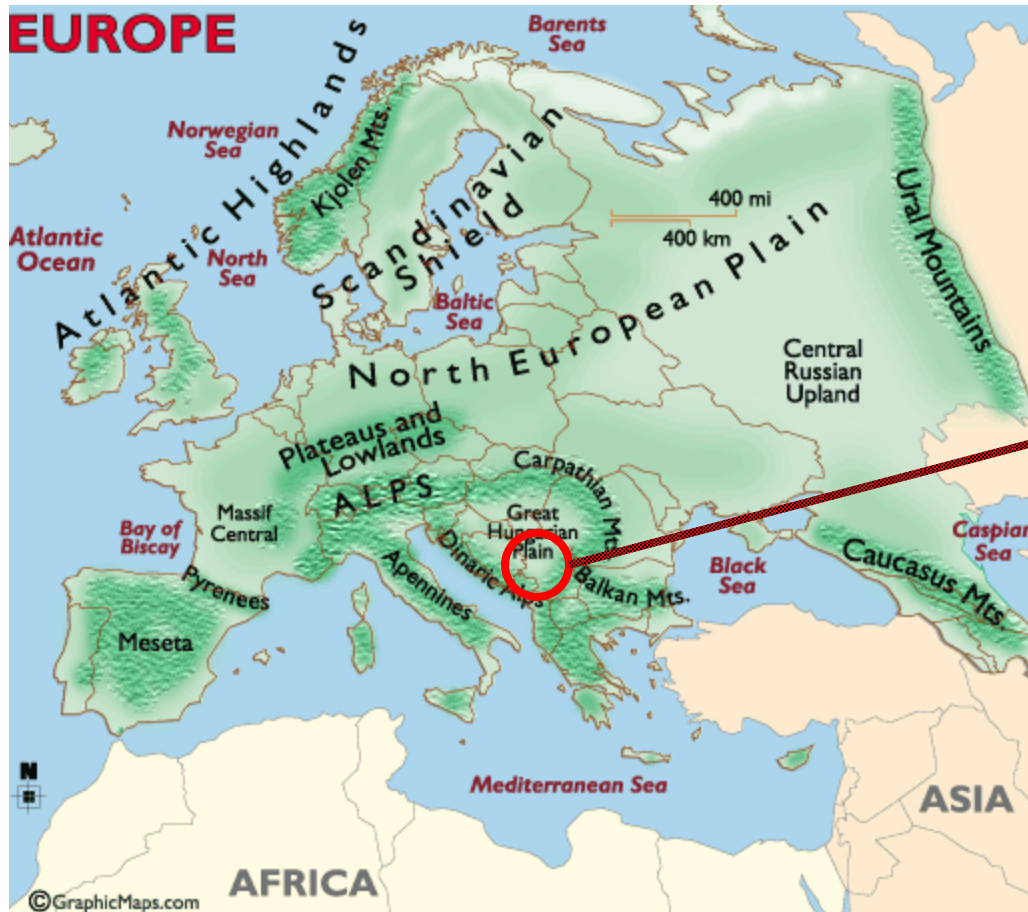 EUROPE
Barents
Sea
Norwegian
Sea
Atlantic Highlands
Kjolen Mts.
Scandinavian
Shield
Ural Mountains
400 mi
400 km
Atlantic
Ocean
North
Sea
Baltic
Sea
North European Plain
Central
Russian
Upland
Plateaus and
Lowlands
Carpathian Mts.
ALPS
Great
Hungarian
Plain
Massif
Central
Bay of
Biscay
Dinaric Alps
Caspian
Sea
Caucasus Mts.
Black
Sea
Pyrenees
Apennines
Balkan Mts.
Meseta
N
Mediterranean Sea
ASIA
AFRICA
©GraphicMaps.com